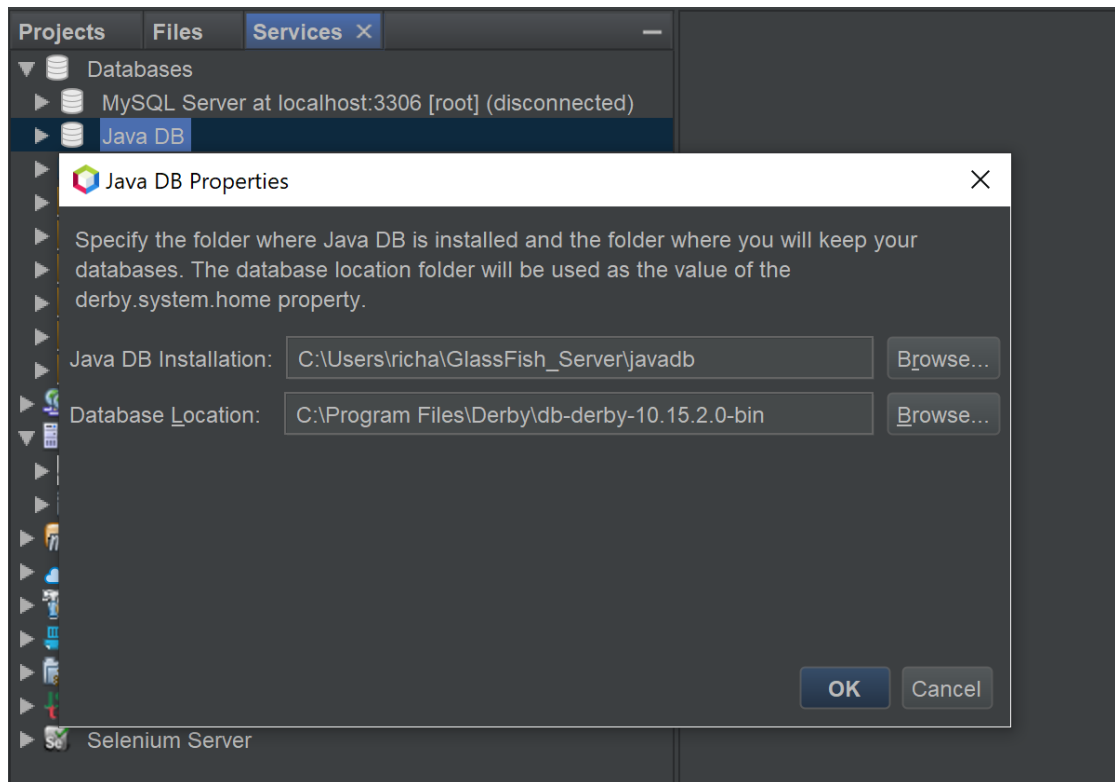 Projects Files Services
Databases
MySQL Server at localhost:3306 [root] (disconnected)
Java DB
Java DB Properties
Specify the folder where Java DB is installed and the folder where you will keep your
databases. The database location folder will be used as the value of the
derby.system.home property.
Java DB Installation: C:\Users\richa\GlassFish_Server\javadb Browse...
Database Location: C:\Program Files\Derby\db-derby-10.15.2.0-bin Browse...
OK Cancel
Selenium Server